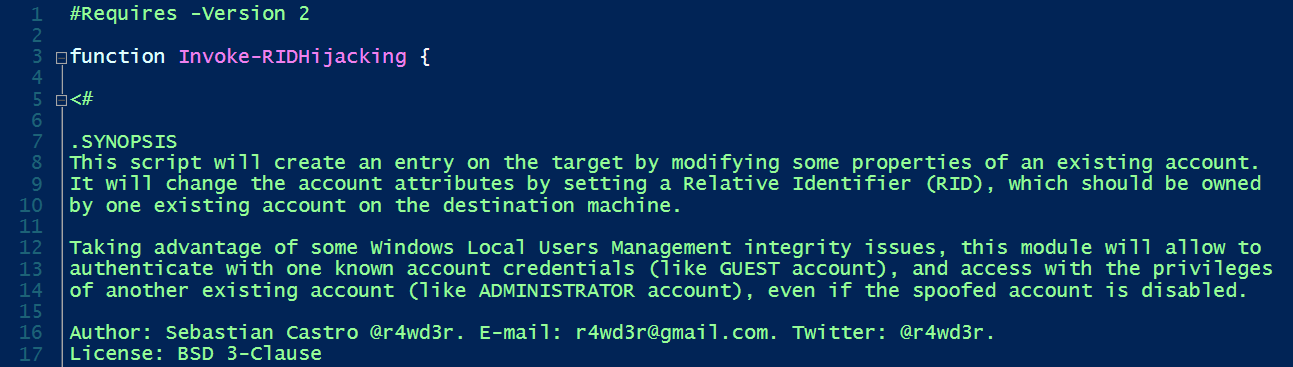 1 #Requires -Version 2
2
3 function Invoke-RIDHijacking {
4
5 <#
6
7 .SYNOPSIS
8 This script will create an entry on the target by modifying some properties of an existing account.
9 It will change the account attributes by setting a Relative Identifier (RID), which should be owned
10 by one existing account on the destination machine.
11
12 Taking advantage of some Windows Local Users Management integrity issues, this module will allow to
13 authenticate with one known account credentials (like GUEST account), and access with the privileges
14 of another existing account (like ADMINISTRATOR account), even if the spoofed account is disabled.
15
16 Author: Sebastian Castro @r4wd3r. E-mail: r4wd3r@gmail.com. Twitter: @r4wd3r.
17 License: BSD 3-Clause